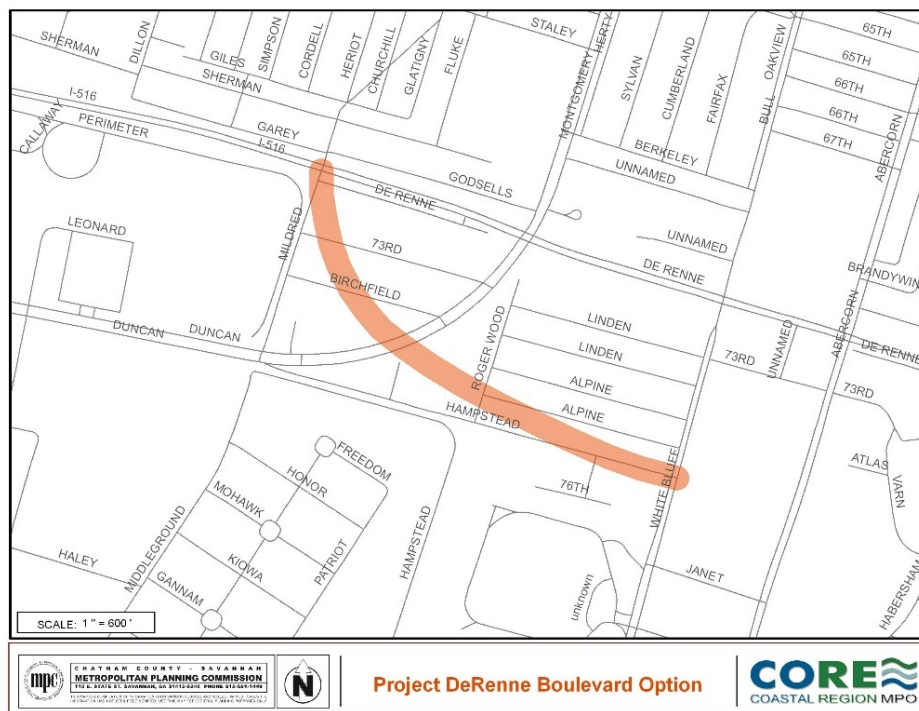 STALEY
SHERMAN
DILLON
GILES
SIMPSON
CORDELL
HERIOT
CHURCHILL
GLATIGNY
FLUKE
MONTGOMERY
HERTY
SYLVAN
CUMBERLAND
FAIRFAX
BULL
OAKVIEW
65TH
65TH
66TH
66TH
67TH
ABERCORN
SHERMAN
I-516
CALLAWAY
PERIMETER
GAREY
I-516
BERKELEY
UNNAMED
DE RENNE
GODSELLS
LEONARD
MILDRED
73RD
UNNAMED
DE RENNE
BRANDYWIN
BIRCHFIELD
DUNCAN
DUNCAN
ROGER WOOD
LINDEN
LINDEN
73RD
UNNAMED
ABERCORN
DE RENNE
ALPINE
ALPINE
73RD
HAMPSTEAD
FREEDOM
HONOR
MOHAWK
76TH
WHITE BLUFF
ATLAS
VARN
MIDDLEGROUND
HALEY
KIOWA
PATRIOT
HAMPSTEAD
GANNAM
unknown
JANET
HABERSHAM
SCALE: 1 " = 600 '
mpc
CHATHAM COUNTY - SAVANNAH
METROPOLITAN PLANNING COMMISSION
N
Project DeRenne Boulevard Option
CORE
COASTAL REGION MPO